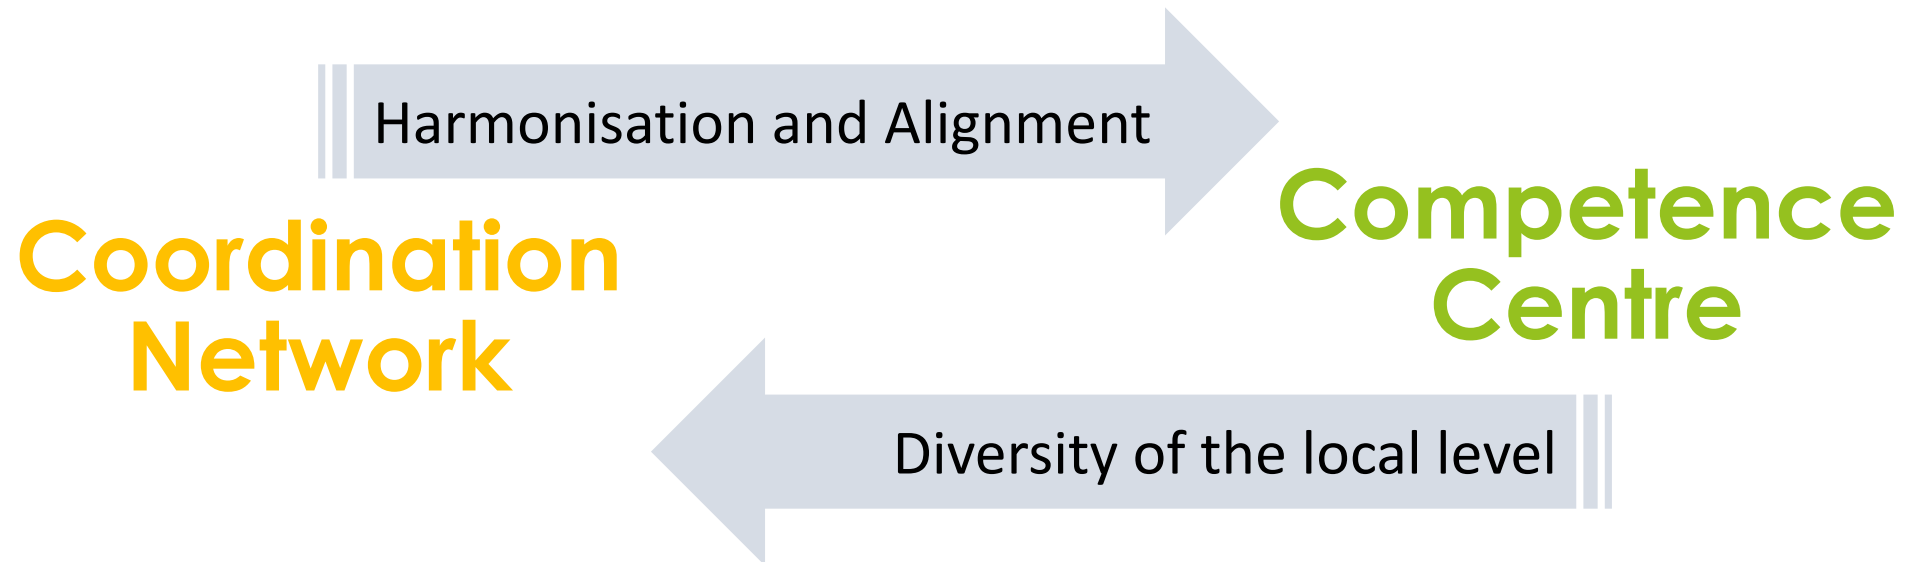 Harmonisation and Alignment
Coordination
Network
Competence
Centre
Diversity of the local level